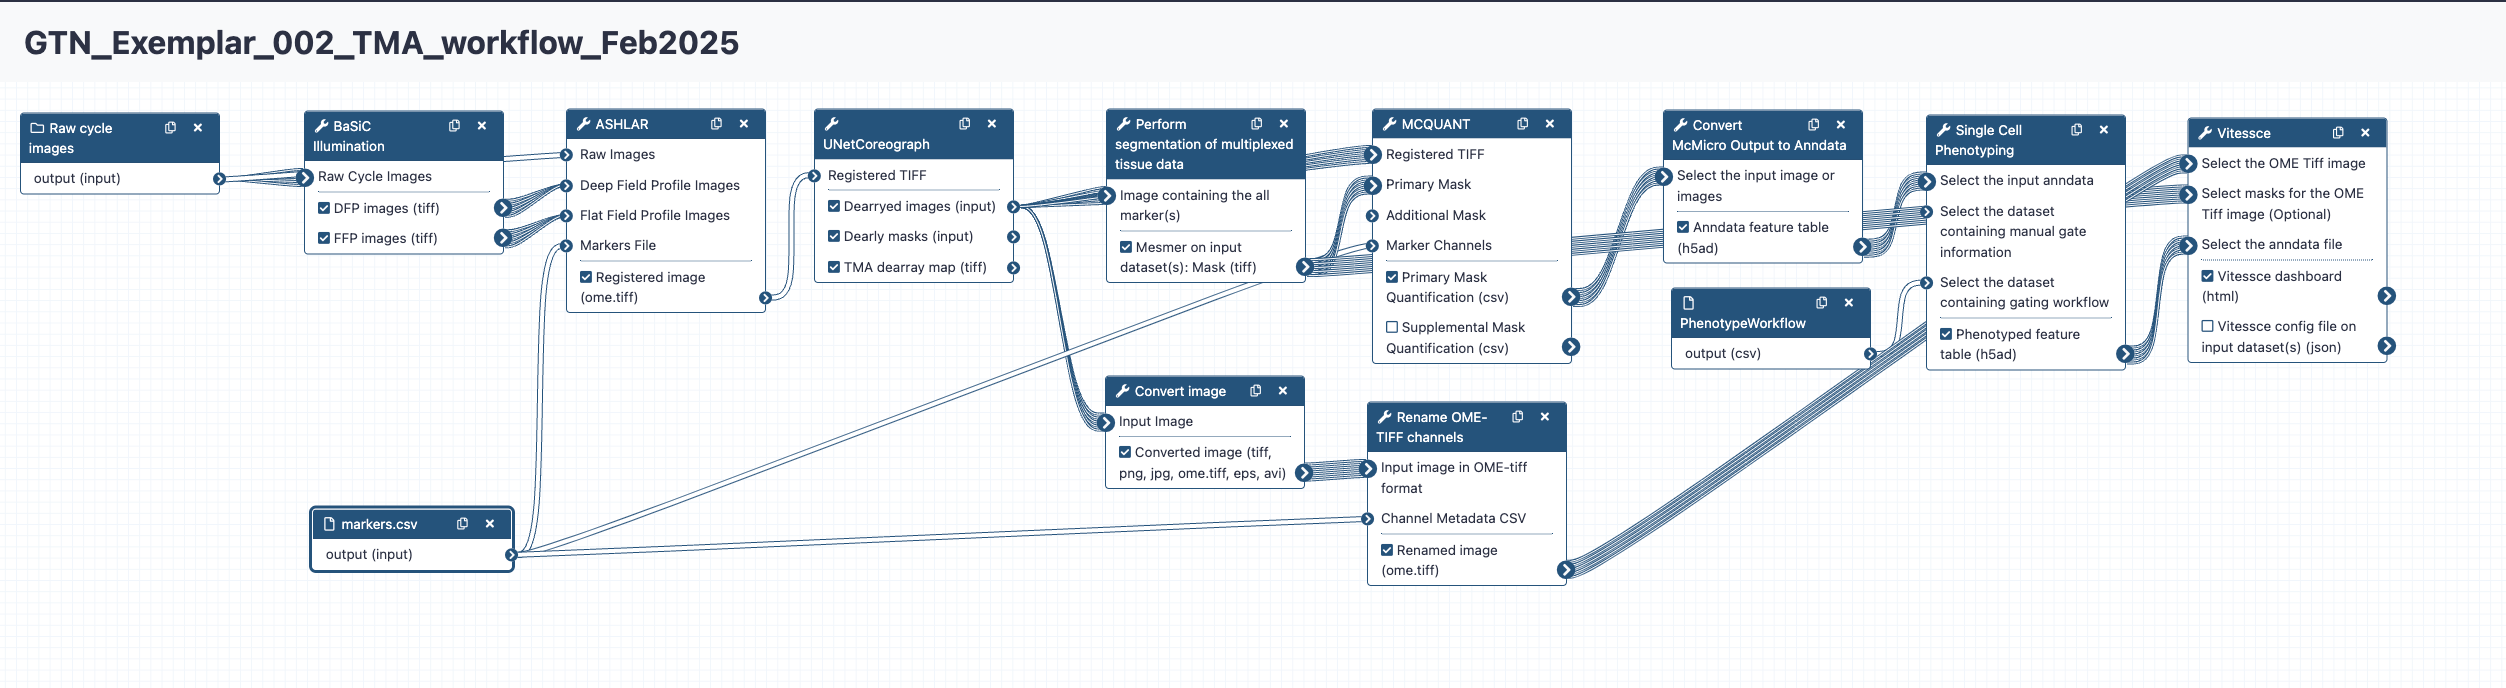 GTN_Exemplar_002_TMA_workflow_Feb2025
Raw cycle
images
output (input)
BaSiC
Illumination
Raw Cycle Images
DFP images (tiff)
FFP images (tiff)
ASHLAR
Raw Images
Deep Field Profile Images
Flat Field Profile Images
Markers File
Registered image
(ome.tiff)
UNetCoreograph
Registered TIFF
Dearryed images (input)
Dearly masks (input)
TMA dearray map (tiff)
Perform
segmentation of multiplexed
tissue data
Image containing the all
marker(s)
Mesmer on input
dataset(s): Mask (tiff)
MCQUANT
Registered TIFF
Primary Mask
Additional Mask
Marker Channels
Primary Mask
Quantification (csv)
Supplemental Mask
Quantification (csv)
Convert
McMicro Output to Anndata
Select the input image or
images
Anndata feature table
(h5ad)
PhenotypeWorkflow
output (csv)
Single Cell
Phenotyping
Select the input anndata
Select the dataset
containing manual gate
information
Select the dataset
containing gating workflow
Phenotyped feature
table (h5ad)
Vitessce
Select the OME Tiff image
Select masks for the OME
Tiff image (Optional)
Select the anndata file
Vitessce dashboard
(html)
Vitessce config file on
input dataset(s) (json)
Convert image
Input Image
Converted image (tiff,
png, jpg, ome.tiff, eps, avi)
Rename OME-
TIFF channels
Input image in OME-tiff
format
Channel Metadata CSV
Renamed image
(ome.tiff)
markers.csv
output (input)